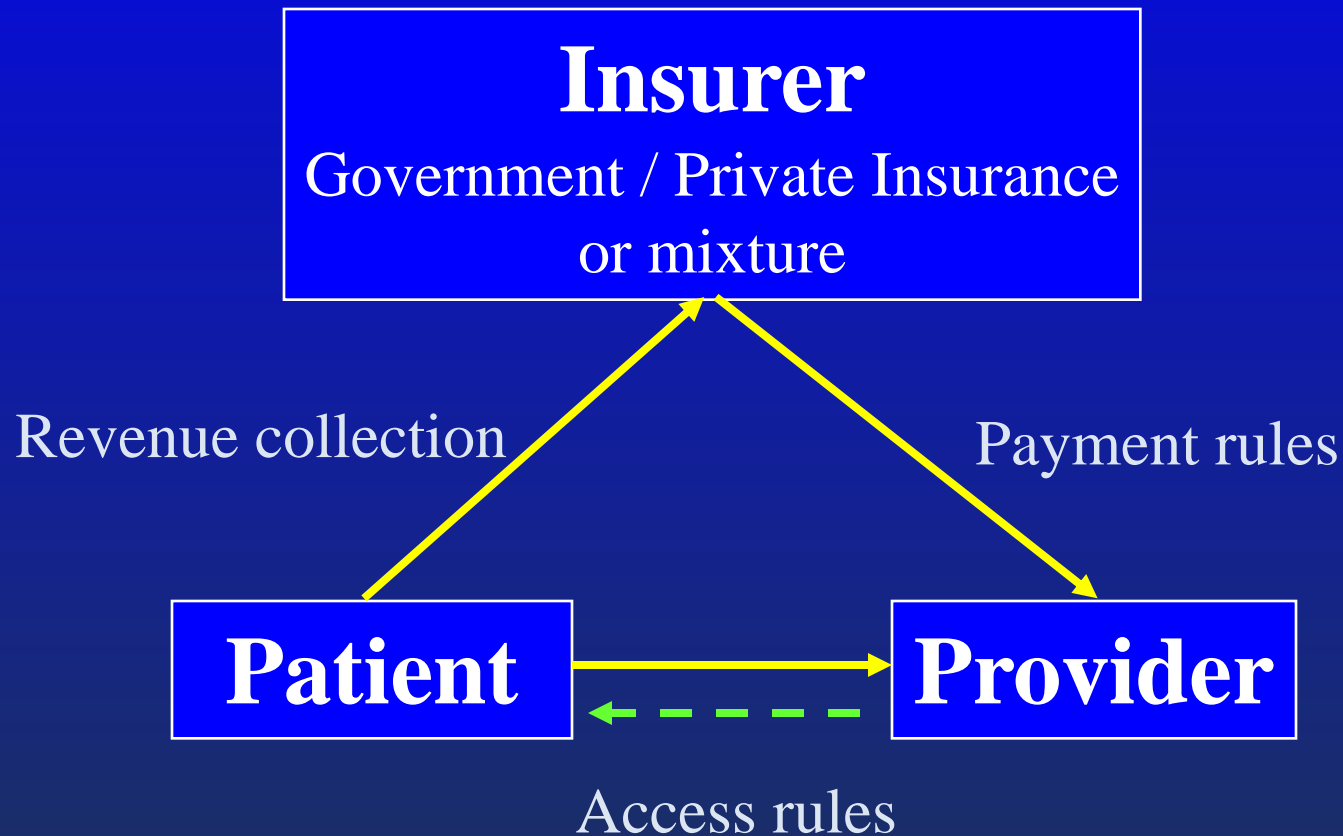 Insurer
Government / Private Insurance
or mixture
Revenue collection
Payment rules
Patient
Provider
Access rules